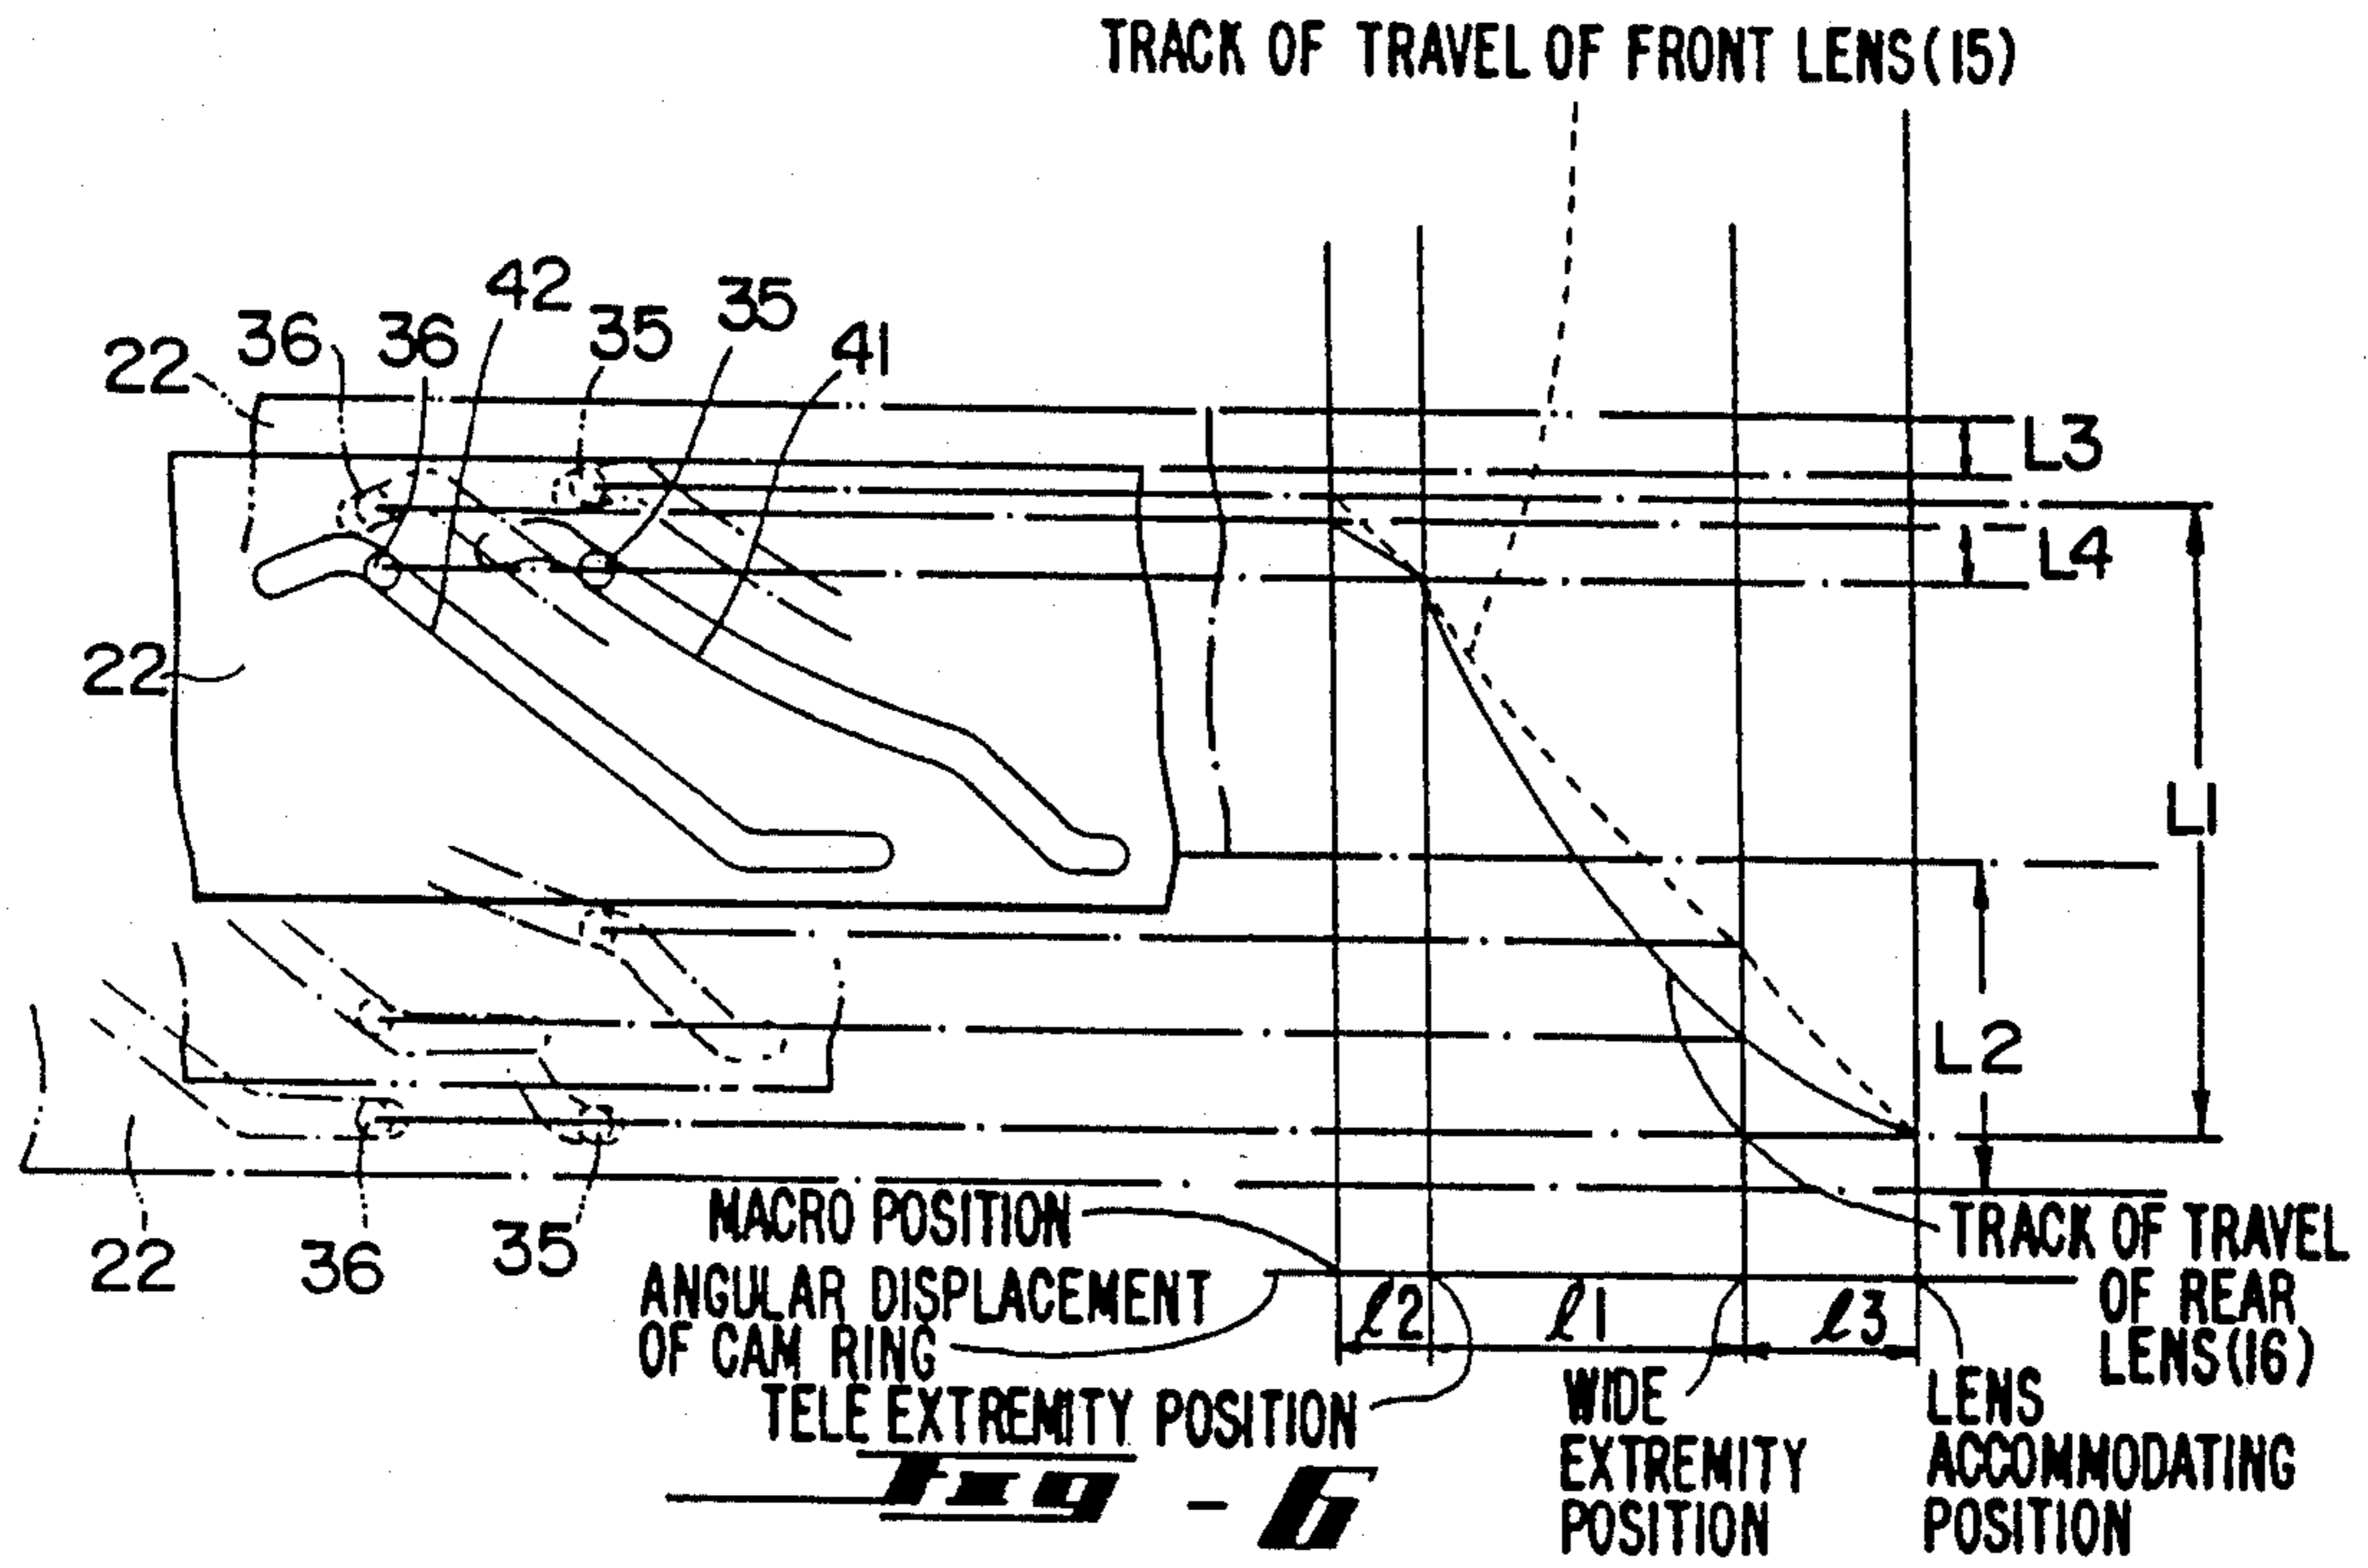 TRACK OF TRAVEL OF FRONT LENS(15)
42
35
36
36
35
41
22
L3
L4
22
L1
L2
22
36
35
MACRO POSITION
ANGULAR DISPLACEMENT
OF CAM RING
TELE EXTREMITY POSITION
ℓ2
ℓ1
ℓ3
WIDE
EXTREMITY
POSITION
LENS
ACCOMMODATING
POSITION
TRACK OF TRAVEL
OF REAR
LENS(16)
Fig-6